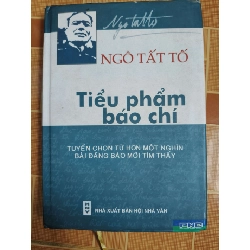 Ngô Tất Tố
NGÔ TẤT TỐ
Tiểu phẩm
báo chí
TUYỂN CHỌN TỪ HƠN MỘT NGHÌN
BÀI ĐĂNG BÁO MỚI TÌM THẤY
NHÀ XUẤT BẢN HỘI NHÀ VĂN
PNC